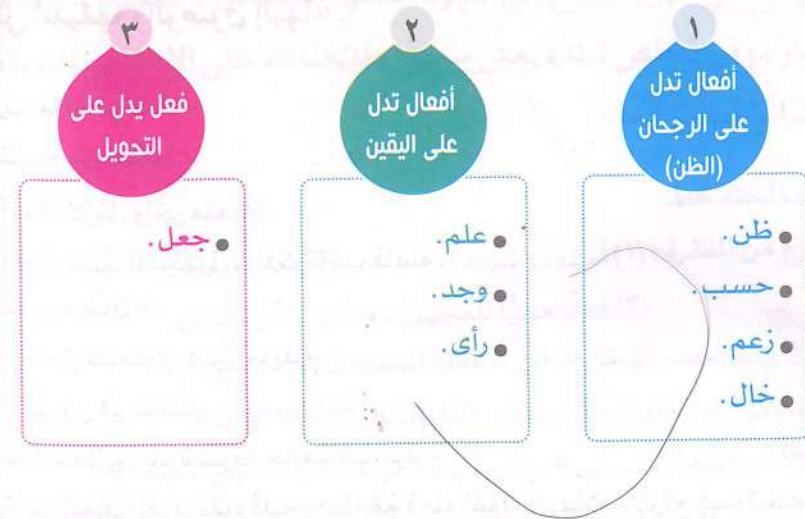 ١
أفعال تدل
على الرجحان
(الظن)
ظن.
حسب.
زعم.
خال.
٢
أفعال تدل
على اليقين
علم.
وجد.
رأى.
٣
فعل يدل على
التحويل
جعل.